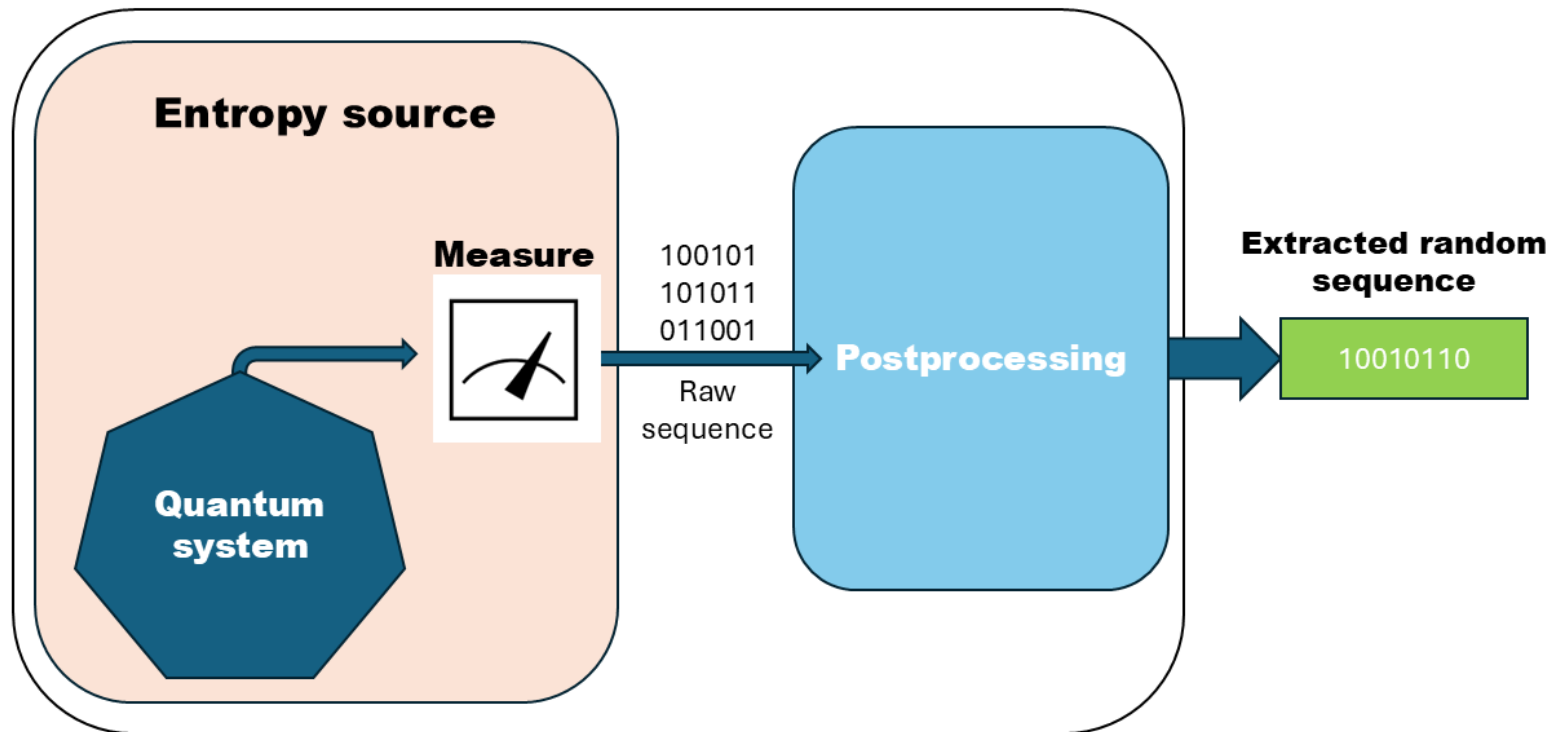 Entropy source
Measure
Quantum
system
100101
101011
011001
Raw
sequence
Postprocessing
Extracted random
sequence
10010110